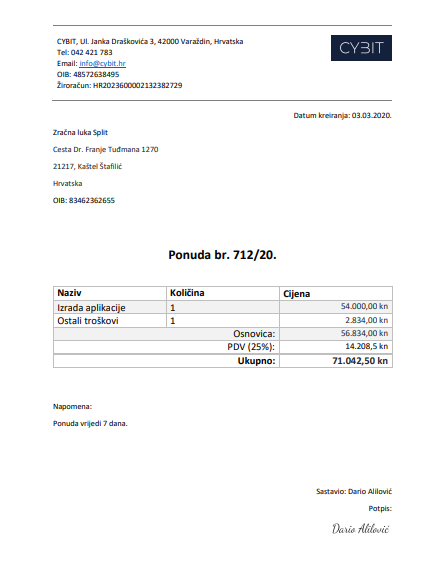 CYBIT, Ul. Janka Draškovića 3, 42000 Varaždin, Hrvatska
CYBIT
Tel: 042 421 783
Email: info@cybit.hr
OIB: 48572638495
Žiroračun: HR2023600002132382729
Datum kreiranja: 03.03.2020.
Zračna luka Split
Cesta Dr. Franje Tuđmana 1270
21217, Kaštel Štafilić
Hrvatska
OIB: 83462362655
Ponuda br. 712/20.
Naziv Količina Cijena
Izrada aplikacije 1 54.000,00 kn
Ostali troškovi 1 2.834,00 kn
Osnovica: 56.834,00 kn
PDV (25%): 14.208,5 kn
Ukupno: 71.042,50 kn
Napomena:
Ponuda vrijedi 7 dana.
Sastavio: Dario Alilović
Potpis:
Dario Alilović